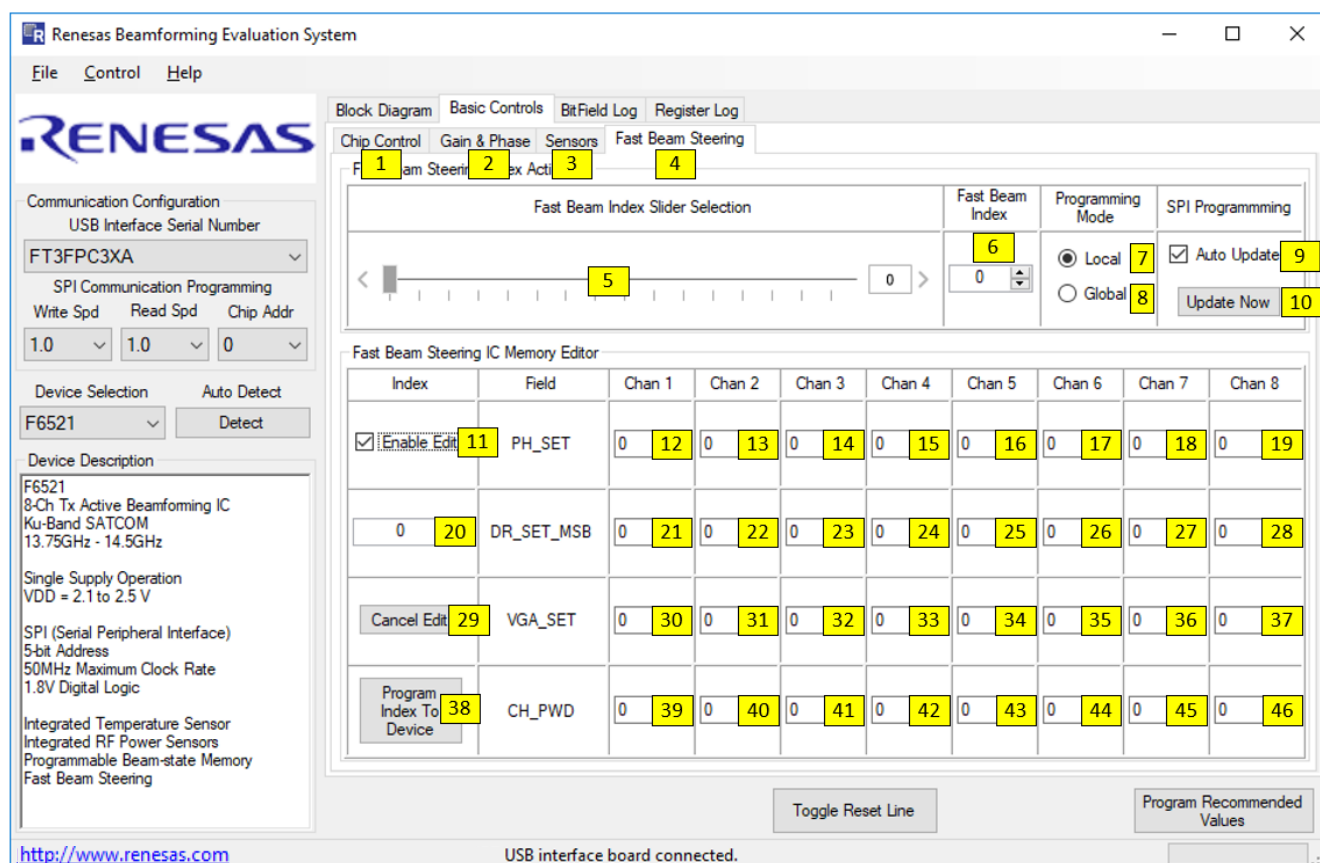 Renesas Beamforming Evaluation System
File Control Help
RENESAS
Block Diagram Basic Controls BitField Log Register Log
Chip Control Gain & Phase Sensors Fast Beam Steering
1 2 3 4
Communication Configuration
USB Interface Serial Number
FT3FPC3XA
SPI Communication Programming
Write Spd Read Spd Chip Addr
1.0 1.0 0
Device Selection Auto Detect
F6521 Detect
Device Description
F6521
8-Ch Tx Active Beamforming IC
Ku-Band SATCOM
13.75GHz - 14.5GHz
Single Supply Operation
VDD = 2.1 to 2.5 V
SPI (Serial Peripheral Interface)
5-bit Address
50MHz Maximum Clock Rate
1.8V Digital Logic
Integrated Temperature Sensor
Integrated RF Power Sensors
Programmable Beam-state Memory
Fast Beam Steering
Fast Beam Index Slider Selection
Fast Beam Index
Programming Mode
SPI Programmming
< 5 0 >
6
0
Local 7
Global 8
Auto Update 9
Update Now 10
Fast Beam Steering IC Memory Editor
Index Field Chan 1 Chan 2 Chan 3 Chan 4 Chan 5 Chan 6 Chan 7 Chan 8
Enable Edit 11 PH_SET 0 12 0 13 0 14 0 15 0 16 0 17 0 18 0 19
0 20 DR_SET_MSB 0 21 0 22 0 23 0 24 0 25 0 26 0 27 0 28
Cancel Edit 29 VGA_SET 0 30 0 31 0 32 0 33 0 34 0 35 0 36 0 37
Program Index To Device 38 CH_PWD 0 39 0 40 0 41 0 42 0 43 0 44 0 45 0 46
Toggle Reset Line
Program Recommended Values
http://www.renesas.com
USB interface board connected.